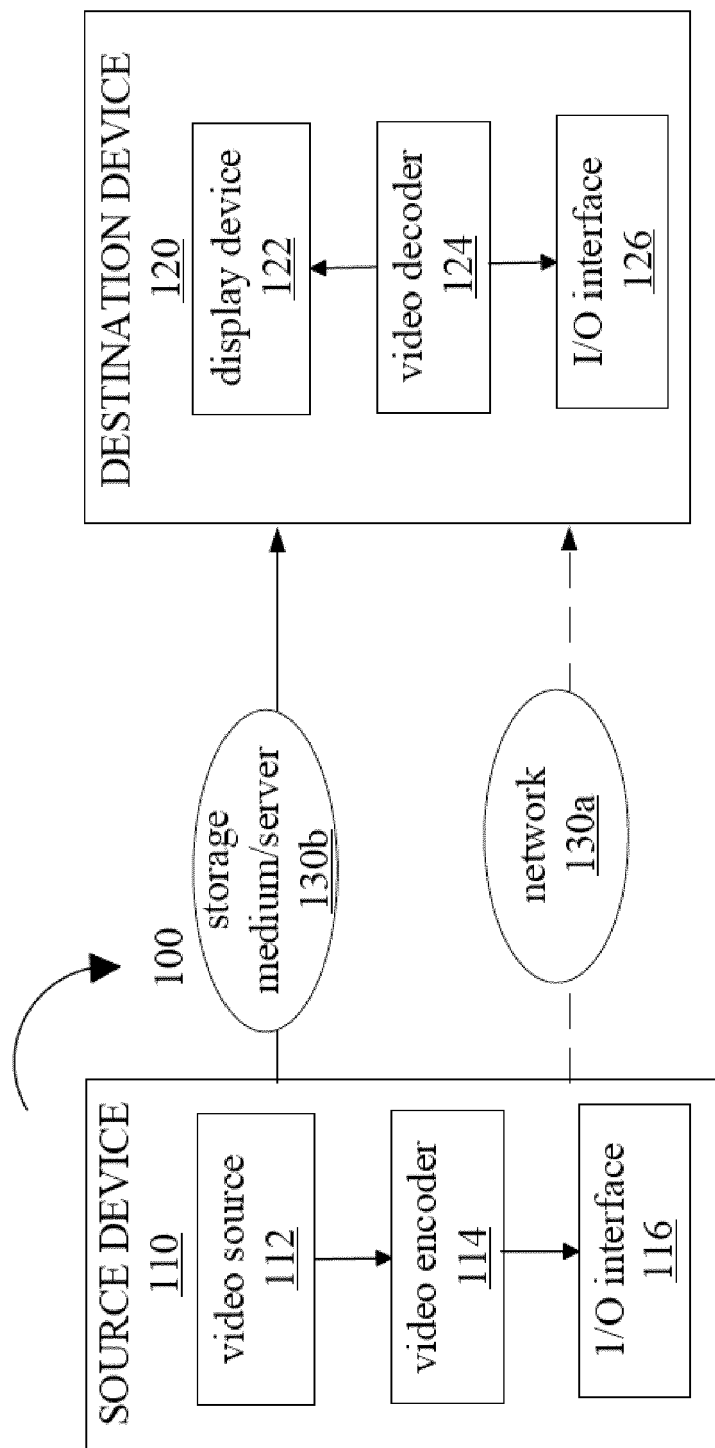 SOURCE DEVICE
110
video source
112
video encoder
114
I/O interface
116
100
storage
medium/server
130b
network
130a
DESTINATION DEVICE
120
display device
122
video decoder
124
I/O interface
126